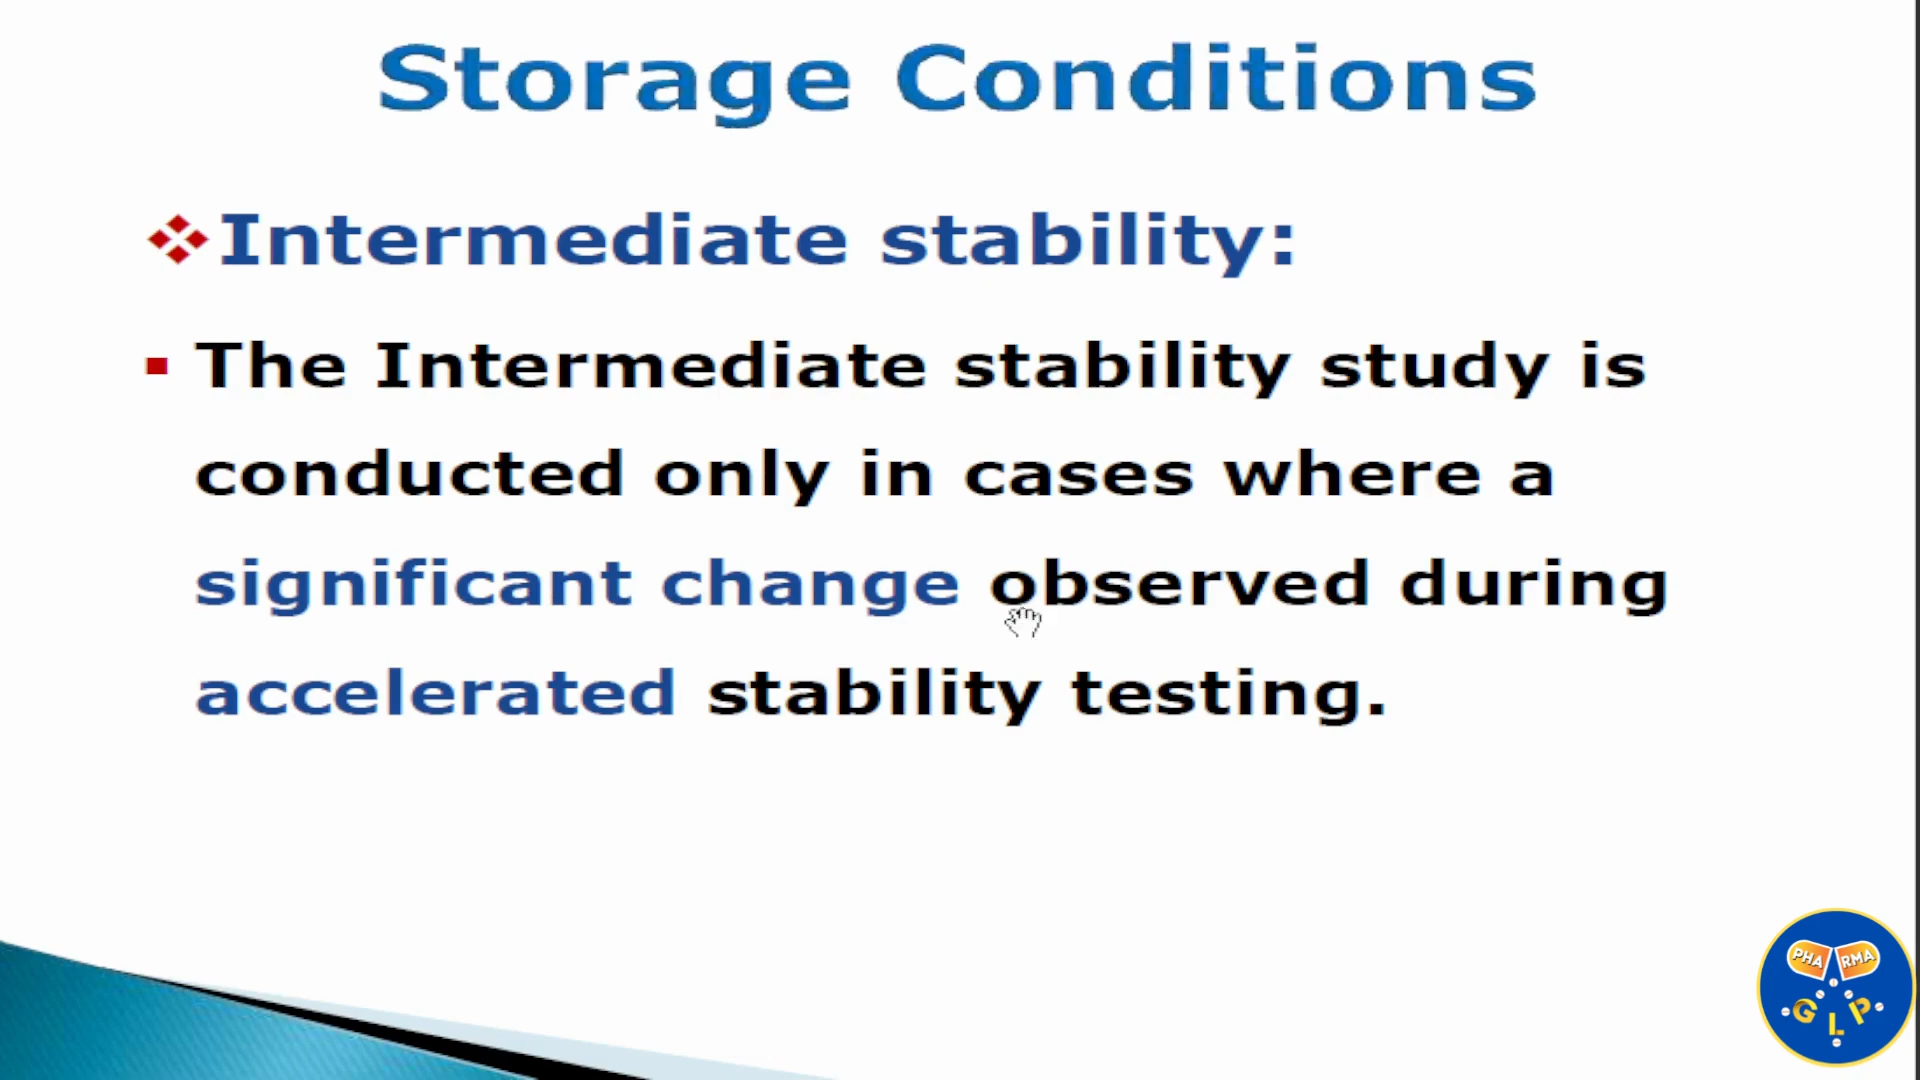 Storage Conditions
❖Intermediate stability:
▪ The Intermediate stability study is
conducted only in cases where a
significant change observed during
accelerated stability testing.
PHA RMA
GLP